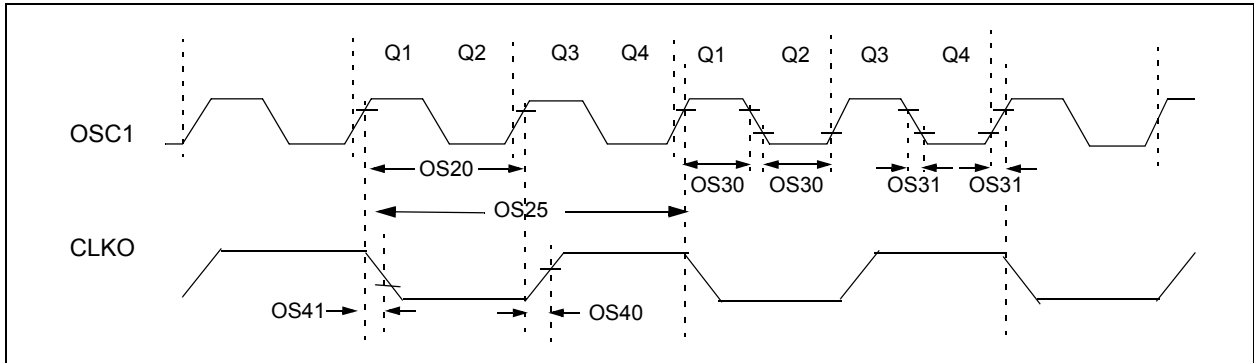 Q1 Q2 Q3 Q4 Q1 Q2 Q3 Q4
OSC1
OS20
OS30 OS30 OS31 OS31
OS25
CLKO
OS41 OS40